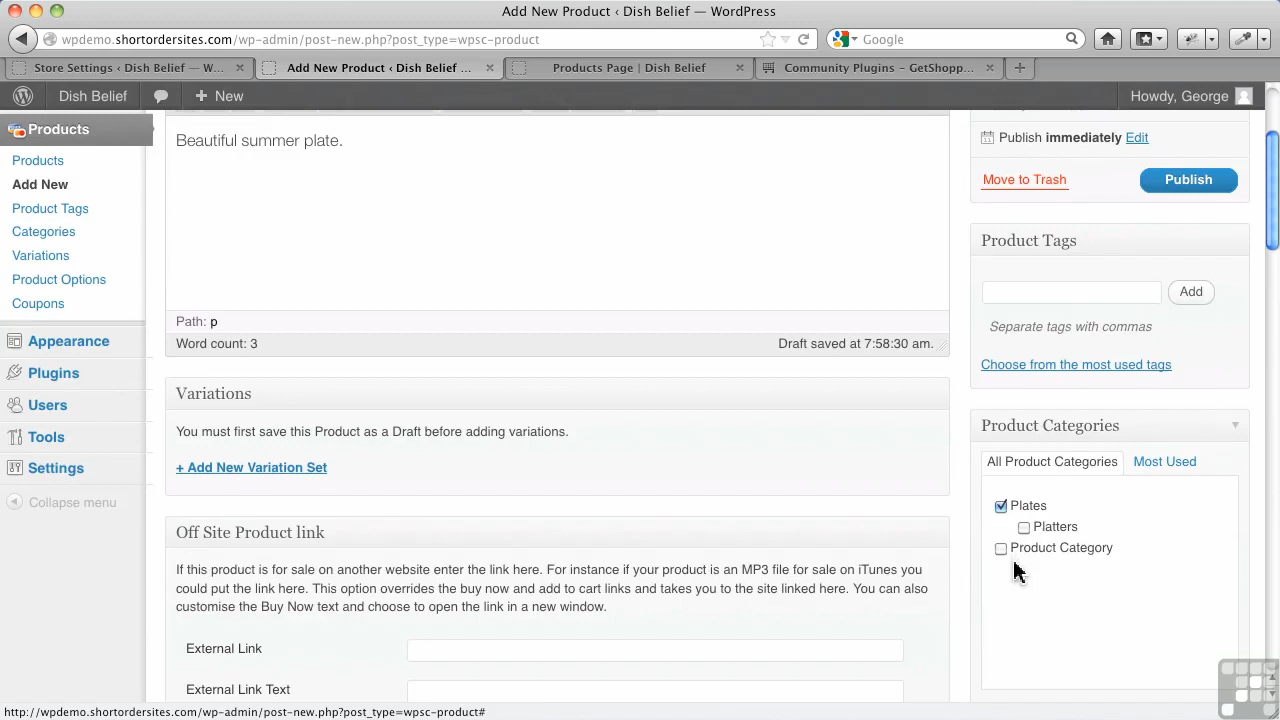 Add New Product ‹ Dish Belief — WordPress
wpdemo.shortordersites.com/wp-admin/post-new.php?post_type=wpsc-product
Google
Store Settings ‹ Dish Belief — W...
Add New Product ‹ Dish Belief ...
Products Page | Dish Belief
Community Plugins – GetShopp...
Dish Belief
New
Howdy, George
Products
Products
Add New
Product Tags
Categories
Variations
Product Options
Coupons
Appearance
Plugins
Users
Tools
Settings
Collapse menu
Beautiful summer plate.
Path: p
Word count: 3
Draft saved at 7:58:30 am.
Variations
You must first save this Product as a Draft before adding variations.
+ Add New Variation Set
Off Site Product link
If this product is for sale on another website enter the link here. For instance if your product is an MP3 file for sale on iTunes you
could put the link here. This option overrides the buy now and add to cart links and takes you to the site linked here. You can also
customise the Buy Now text and choose to open the link in a new window.
External Link
External Link Text
Publish immediately Edit
Move to Trash
Publish
Product Tags
Add
Separate tags with commas
Choose from the most used tags
Product Categories
All Product Categories
Most Used
Plates
Platters
Product Category
http://wpdemo.shortordersites.com/wp-admin/post-new.php?post_type=wpsc-product#